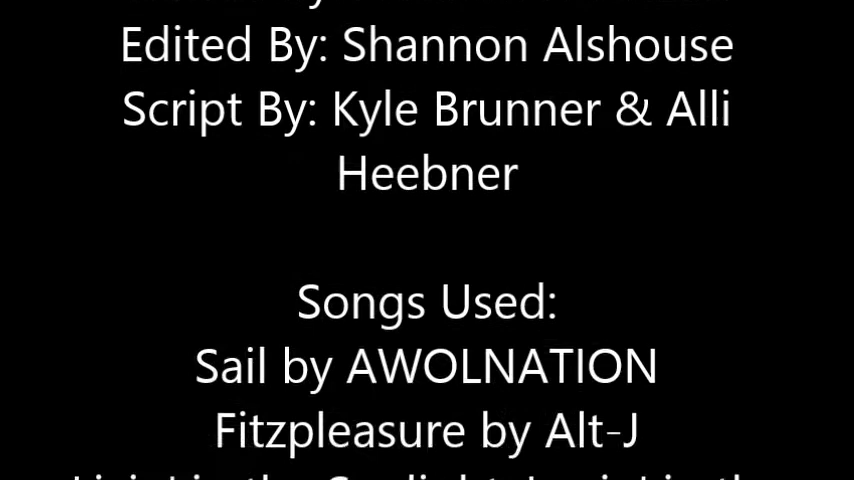 Edited By: Shannon Alshouse
Script By: Kyle Brunner & Alli
Heebner
Songs Used:
Sail by AWOLNATION
Fitzpleasure by Alt-J